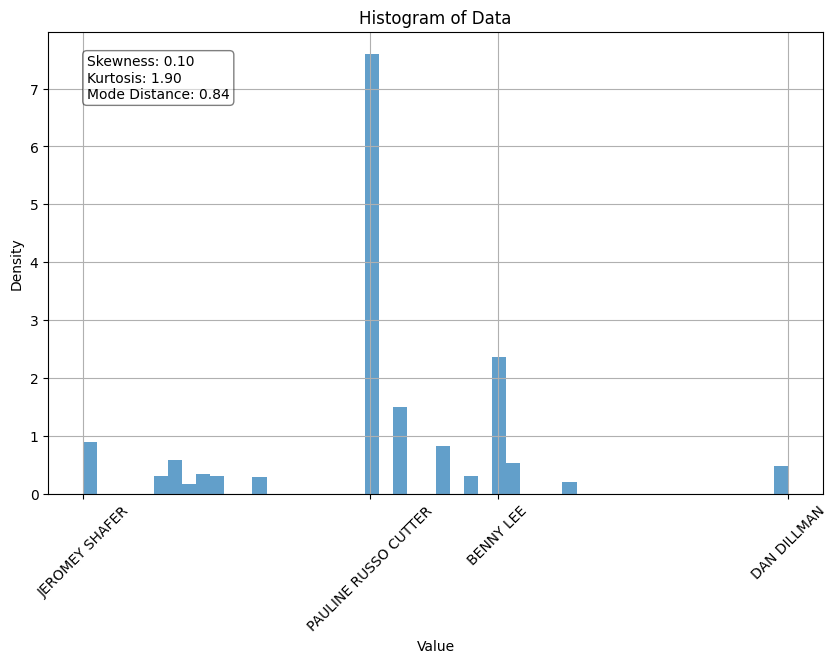 Histogram of Data
Skewness: 0.10
Kurtosis: 1.90
Mode Distance: 0.84
Density
7
6
5
4
3
2
1
0
JEROMEY SHAFER
PAULINE RUSSO CUTTER
BENNY LEE
DAN DILLMAN
Value